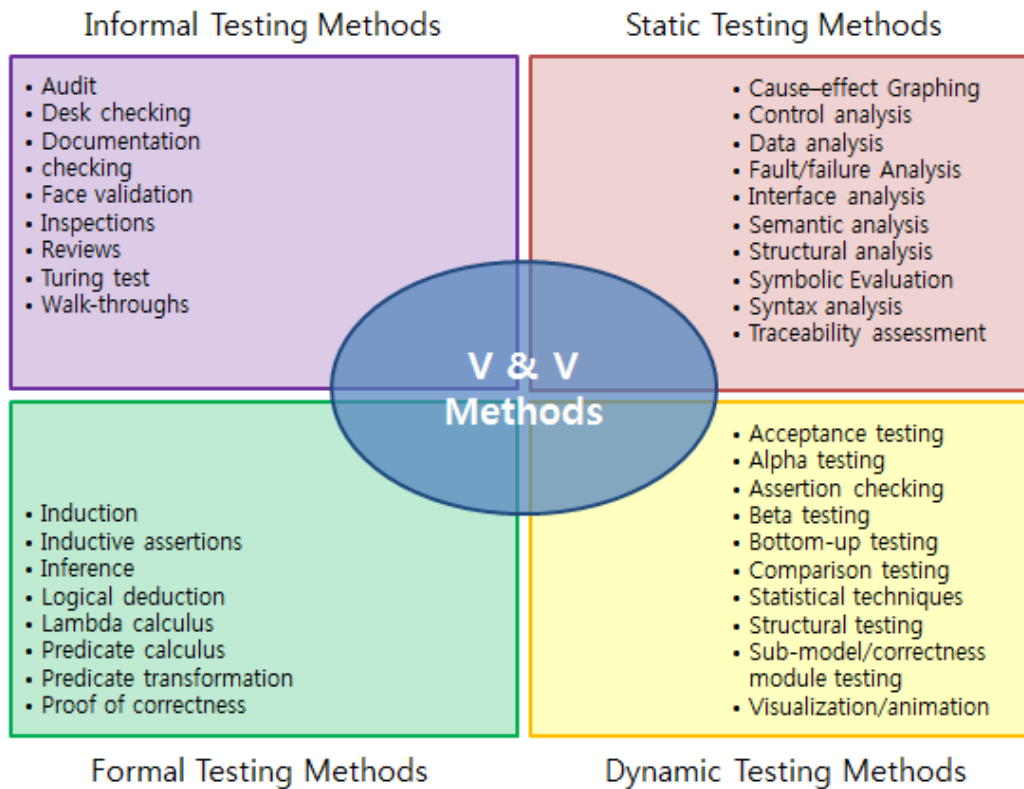 Informal Testing Methods
• Audit
• Desk checking
• Documentation
• checking
• Face validation
• Inspections
• Reviews
• Turing test
• Walk-throughs
Static Testing Methods
• Cause–effect Graphing
• Control analysis
• Data analysis
• Fault/failure Analysis
• Interface analysis
• Semantic analysis
• Structural analysis
• Symbolic Evaluation
• Syntax analysis
• Traceability assessment
V & V
Methods
• Induction
• Inductive assertions
• Inference
• Logical deduction
• Lambda calculus
• Predicate calculus
• Predicate transformation
• Proof of correctness
Formal Testing Methods
• Acceptance testing
• Alpha testing
• Assertion checking
• Beta testing
• Bottom-up testing
• Comparison testing
• Statistical techniques
• Structural testing
• Sub-model/correctness
module testing
• Visualization/animation
Dynamic Testing Methods